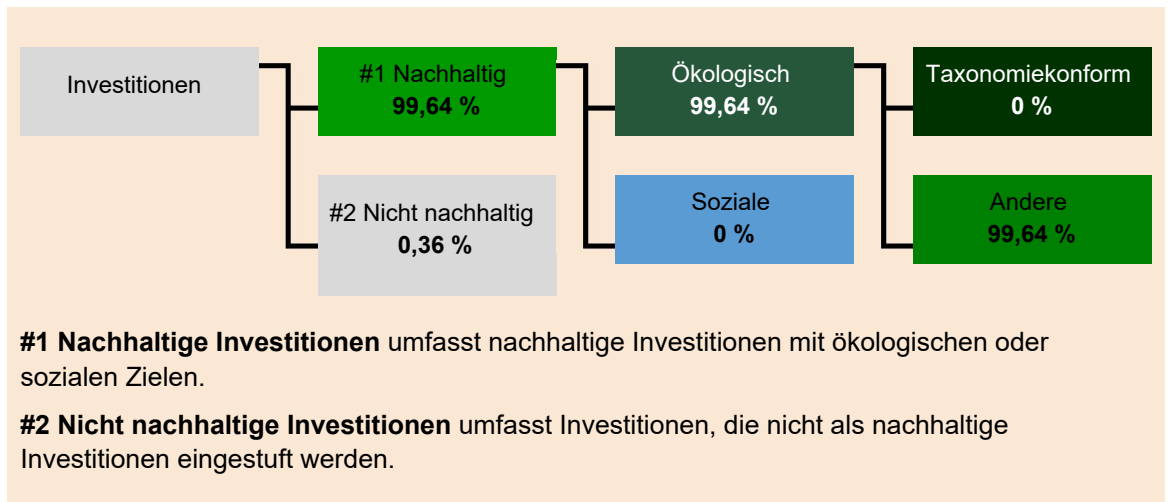 Investitionen
#1 Nachhaltig
99,64 %
Ökologisch
99,64 %
Taxonomiekonform
0 %
#2 Nicht nachhaltig
0,36 %
Soziale
0 %
Andere
99,64 %
#1 Nachhaltige Investitionen umfasst nachhaltige Investitionen mit ökologischen oder
sozialen Zielen.
#2 Nicht nachhaltige Investitionen umfasst Investitionen, die nicht als nachhaltige
Investitionen eingestuft werden.